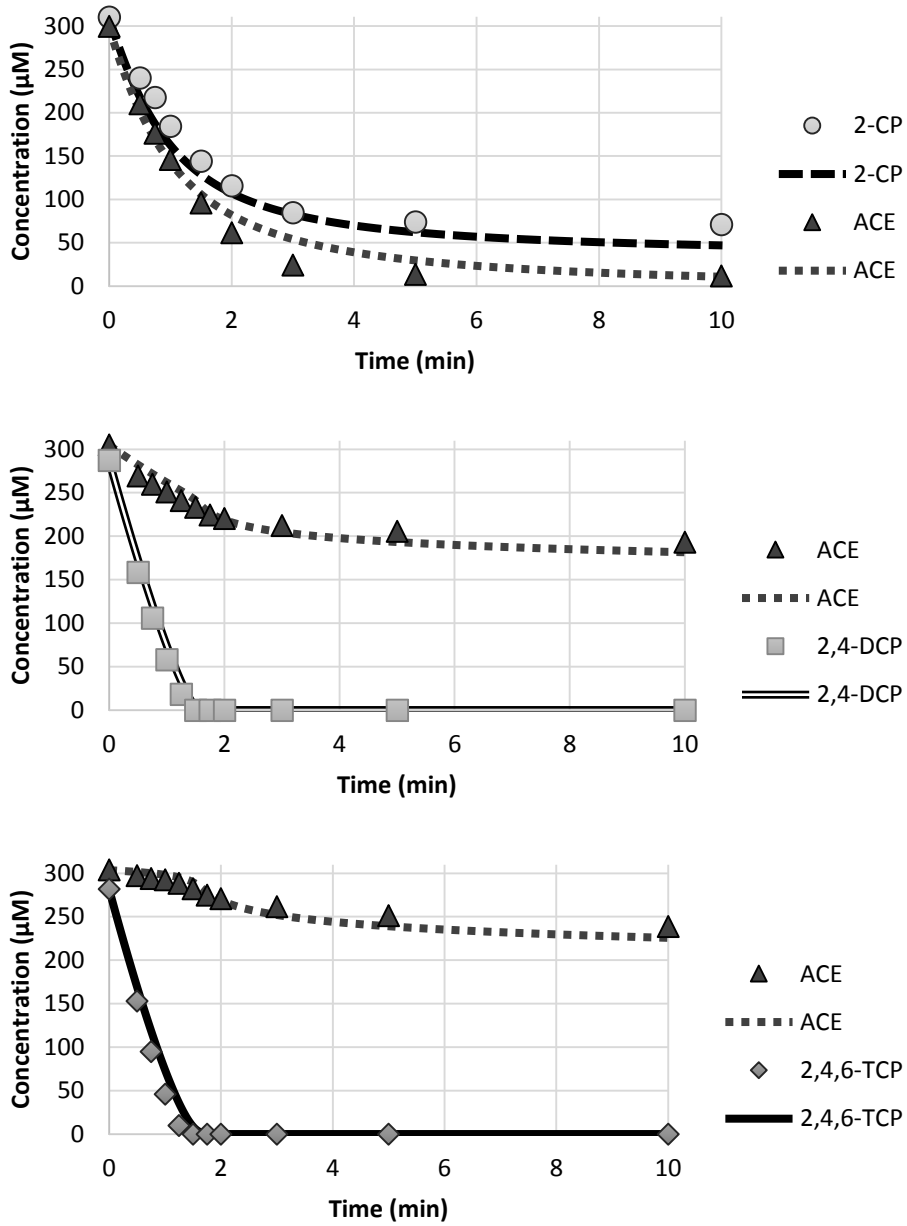 300
250
200
150
100
50
0
Concentration (µM)
0 2 4 6 8 10
Time (min)
2-CP
2-CP
ACE
ACE
300
250
200
150
100
50
0
Concentration (µM)
0 2 4 6 8 10
Time (min)
ACE
ACE
2,4-DCP
2,4-DCP
300
250
200
150
100
50
0
Concentration (µM)
0 2 4 6 8 10
Time (min)
ACE
ACE
2,4,6-TCP
2,4,6-TCP